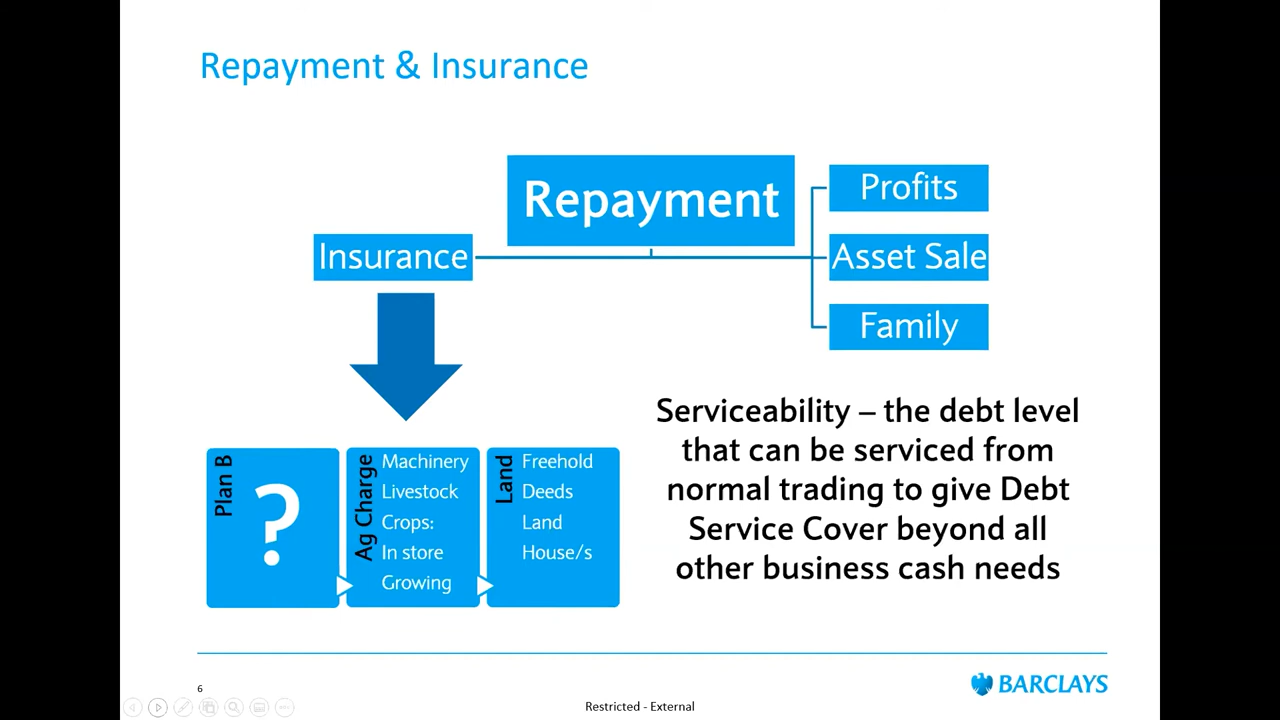 Repayment & Insurance
Repayment
Profits
Insurance
Asset Sale
Family
Plan B
?
Ag Charge
Machinery
Livestock
Crops:
In store
Growing
Land
Freehold
Deeds
Land
House/s
Serviceability – the debt level
that can be serviced from
normal trading to give Debt
Service Cover beyond all
other business cash needs
6
BARCLAYS
Restricted - External